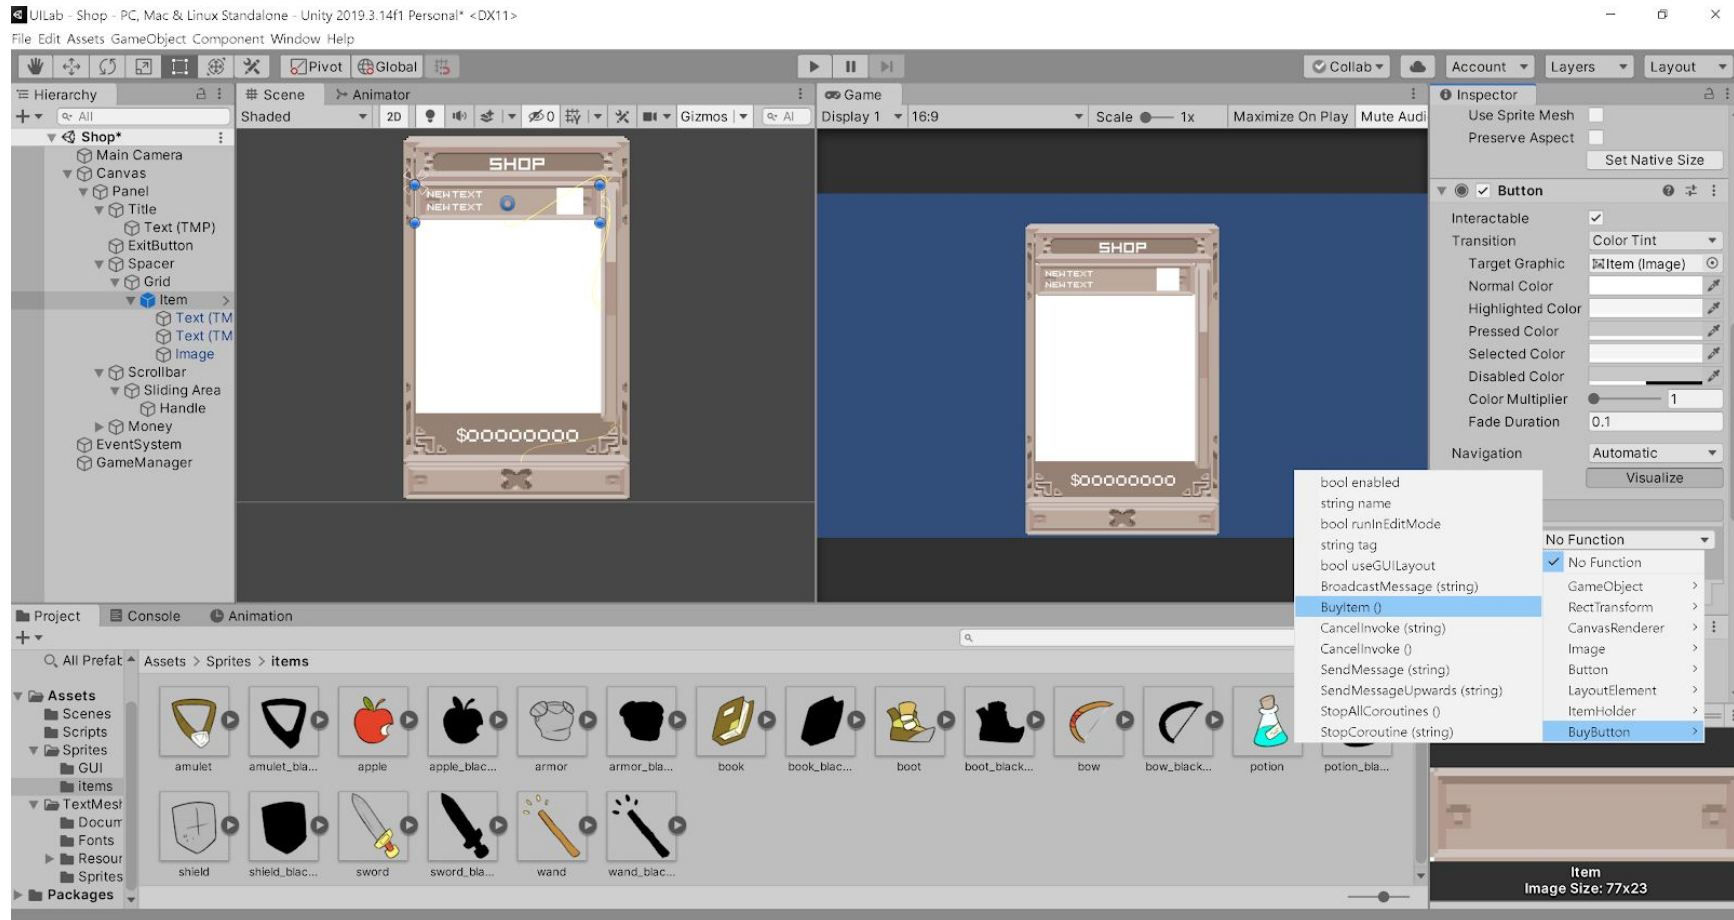 UILab - Shop - PC, Mac & Linux Standalone - Unity 2019.3.14f1 Personal* <DX11>
File Edit Assets GameObject Component Window Help
Pivot Global Collab Account Layers Layout
Hierarchy
All
Shop*
Main Camera
Canvas
Panel
Title
Text (TMP)
ExitButton
Spacer
Grid
Item
Text (TM
Text (TM
Image
Scrollbar
Sliding Area
Handle
Money
EventSystem
GameManager
Scene Animator
Shaded 2D 0 Gizmos Al
SHOP
NEW TEXT
NEW TEXT
$00000000
Game
Display 1 16:9 Scale 1x Maximize On Play Mute Audi
SHOP
NEW TEXT
NEW TEXT
$00000000
Inspector
Use Sprite Mesh
Preserve Aspect
Set Native Size
Button
Interactable
Transition Color Tint
Target Graphic Item (Image)
Normal Color
Highlighted Color
Pressed Color
Selected Color
Disabled Color
Color Multiplier 1
Fade Duration 0.1
Navigation Automatic
Visualize
No Function
No Function
GameObject
RectTransform
CanvasRenderer
Image
Button
LayoutElement
ItemHolder
BuyButton
bool enabled
string name
bool runInEditMode
string tag
bool useGUILayout
BroadcastMessage (string)
BuyItem ()
CancelInvoke (string)
CancelInvoke ()
SendMessage (string)
SendMessageUpwards (string)
StopAllCoroutines ()
StopCoroutine (string)
Project Console Animation
All Prefab
Assets
Scenes
Scripts
Sprites
GUI
items
TextMesh
Docum
Fonts
Resour
Sprites
Packages
Assets > Sprites > items
amulet amulet_bla... apple apple_blac... armor armor_bla... book book_blac... boot boot_black... bow bow_black... potion potion_bla...
shield shield_blac... sword sword_bla... wand wand_blac...
Item
Image Size: 77x23